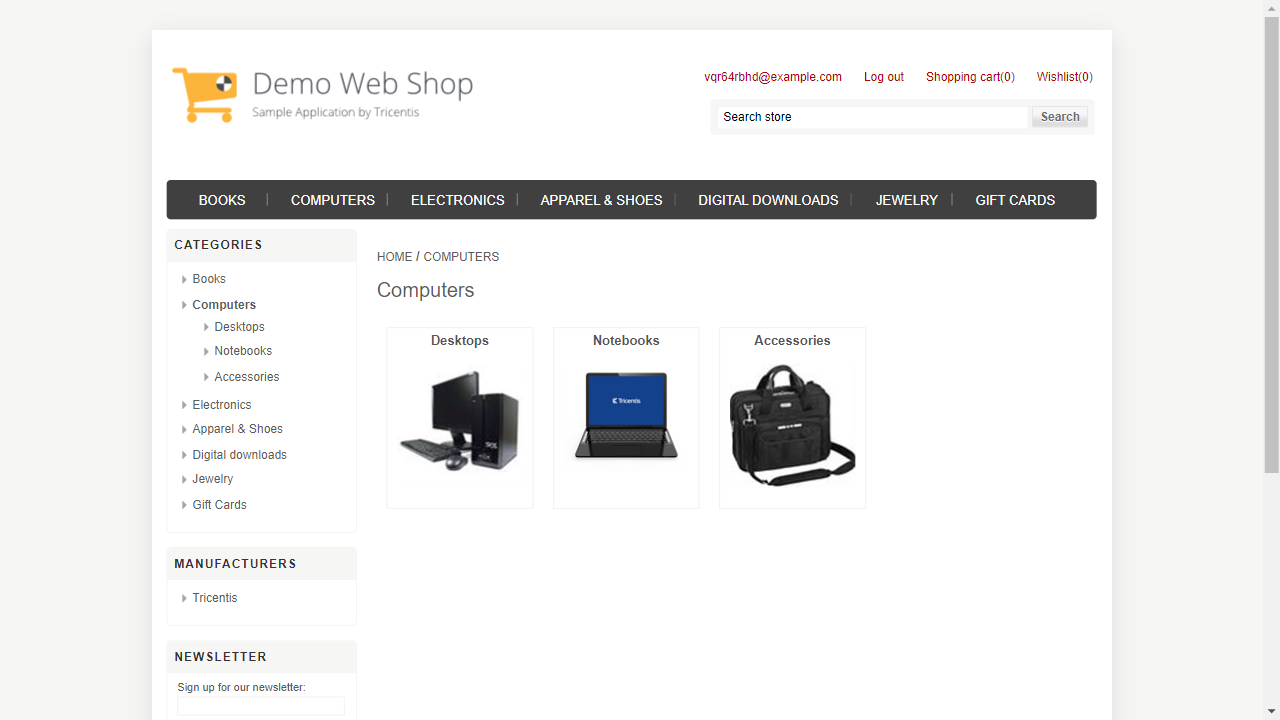 Demo Web Shop
Sample Application by Tricentis
vqr64rbhd@example.com Log out Shopping cart(0) Wishlist(0)
Search store Search
BOOKS COMPUTERS ELECTRONICS APPAREL & SHOES DIGITAL DOWNLOADS JEWELRY GIFT CARDS
CATEGORIES
Books
Computers
Desktops
Notebooks
Accessories
Electronics
Apparel & Shoes
Digital downloads
Jewelry
Gift Cards
MANUFACTURERS
Tricentis
NEWSLETTER
Sign up for our newsletter:
HOME / COMPUTERS
Computers
Desktops Notebooks Accessories
Tricentis